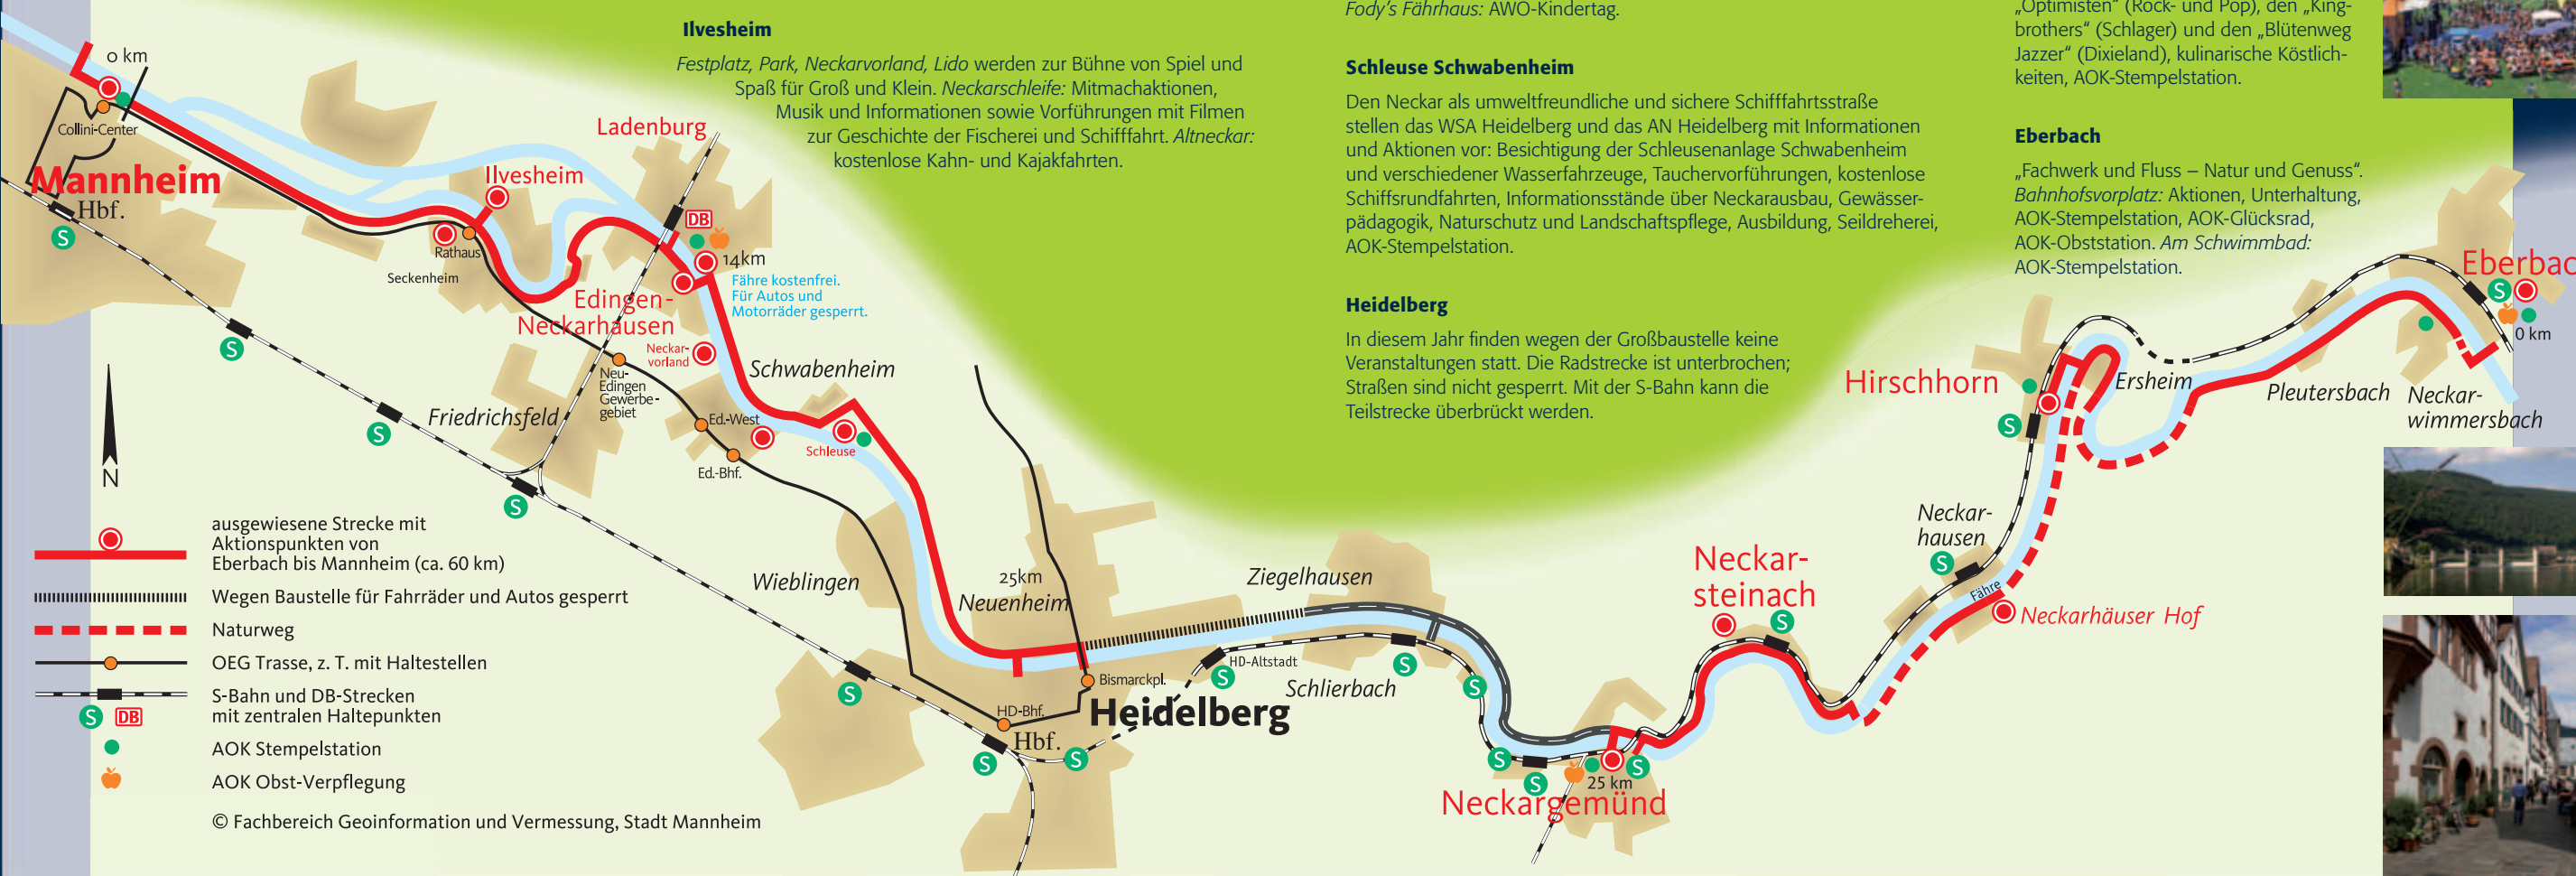 Ilvesheim
Festplatz, Park, Neckarvorland, Lido werden zur Bühne von Spiel und
Spaß für Groß und Klein. Neckarschleife: Mitmachaktionen,
Musik und Informationen sowie Vorführungen mit Filmen
zur Geschichte der Fischerei und Schifffahrt. Altneckar:
kostenlose Kahn- und Kajakfahrten.
Fody's Fährhaus: AWO-Kindertag.
Schleuse Schwabenheim
Den Neckar als umweltfreundliche und sichere Schifffahrtsstraße
stellen das WSA Heidelberg und das AN Heidelberg mit Informationen
und Aktionen vor: Besichtigung der Schleusenanlage Schwabenheim
und verschiedener Wasserfahrzeuge, Tauchervorführungen, kostenlose
Schiffsrundfahrten, Informationsstände über Neckarausbau, Gewässer-
pädagogik, Naturschutz und Landschaftspflege, Ausbildung, Seildreherei,
AOK-Stempelstation.
Heidelberg
In diesem Jahr finden wegen der Großbaustelle keine
Veranstaltungen statt. Die Radstrecke ist unterbrochen;
Straßen sind nicht gesperrt. Mit der S-Bahn kann die
Teilstrecke überbrückt werden.
„Optimisten“ (Rock- und Pop), den „King-
brothers“ (Schlager) und den „Blütenweg
Jazzer“ (Dixieland), kulinarische Köstlich-
keiten, AOK-Stempelstation.
Eberbach
„Fachwerk und Fluss – Natur und Genuss“.
Bahnhofsvorplatz: Aktionen, Unterhaltung,
AOK-Stempelstation, AOK-Glücksrad,
AOK-Obststation. Am Schwimmbad:
AOK-Stempelstation.
0 km
Collini-Center
Mannheim
Hbf.
S
S
S
S
Ilvesheim
Rathaus
Seckenheim
Ladenburg
DB
14km
Fähre kostenfrei.
Für Autos und
Motorräder gesperrt.
Edingen-
Neckarhausen
Neckar-
vorland
Neu-
Edingen
Gewerbe-
gebiet
Friedrichsfeld
Schwabenheim
Ed.-West
Ed.-Bhf.
Schleuse
Wieblingen
S
25km
Neuenheim
Bismarckpl.
HD-Bhf.
Hbf.
S
S
Heidelberg
Ziegelhausen
HD-Altstadt
S
Schlierbach
S
S
S
S
25 km
S
Neckargemünd
Neckar-
steinach
S
Neckar-
hausen
S
Fähre
Neckarhäuser Hof
Hirschhorn
S
Ersheim
Pleutersbach
Neckar-
wimmersbach
Eberbac
S
0 km
N
ausgewiesene Strecke mit
Aktionspunkten von
Eberbach bis Mannheim (ca. 60 km)
Wegen Baustelle für Fahrräder und Autos gesperrt
Naturweg
OEG Trasse, z. T. mit Haltestellen
S-Bahn und DB-Strecken
mit zentralen Haltepunkten
S DB
AOK Stempelstation
AOK Obst-Verpflegung
© Fachbereich Geoinformation und Vermessung, Stadt Mannheim